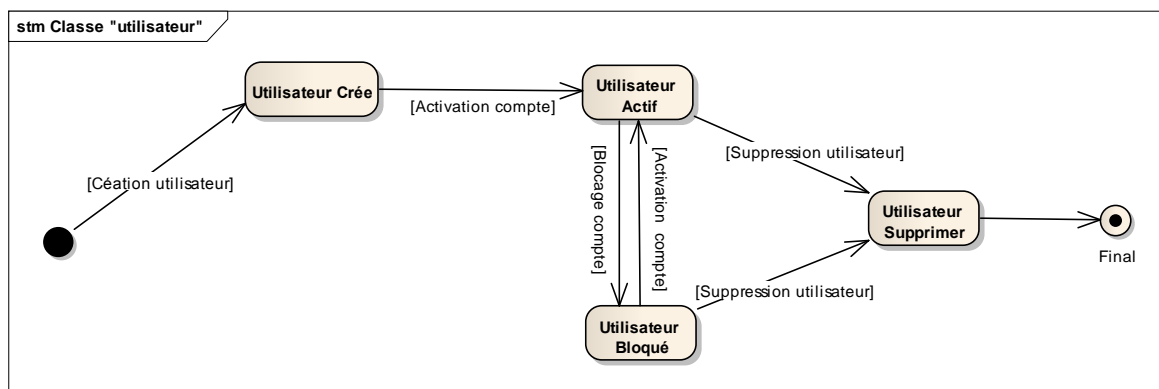 stm Classe "utilisateur"
Utilisateur Crée
[Activation compte]
Utilisateur
Actif
[Céation utilisateur]
[Blocage compte]
[Activation compte]
[Suppression utilisateur]
Utilisateur
Supprimer
Final
[Suppression utilisateur]
Utilisateur
Bloqué